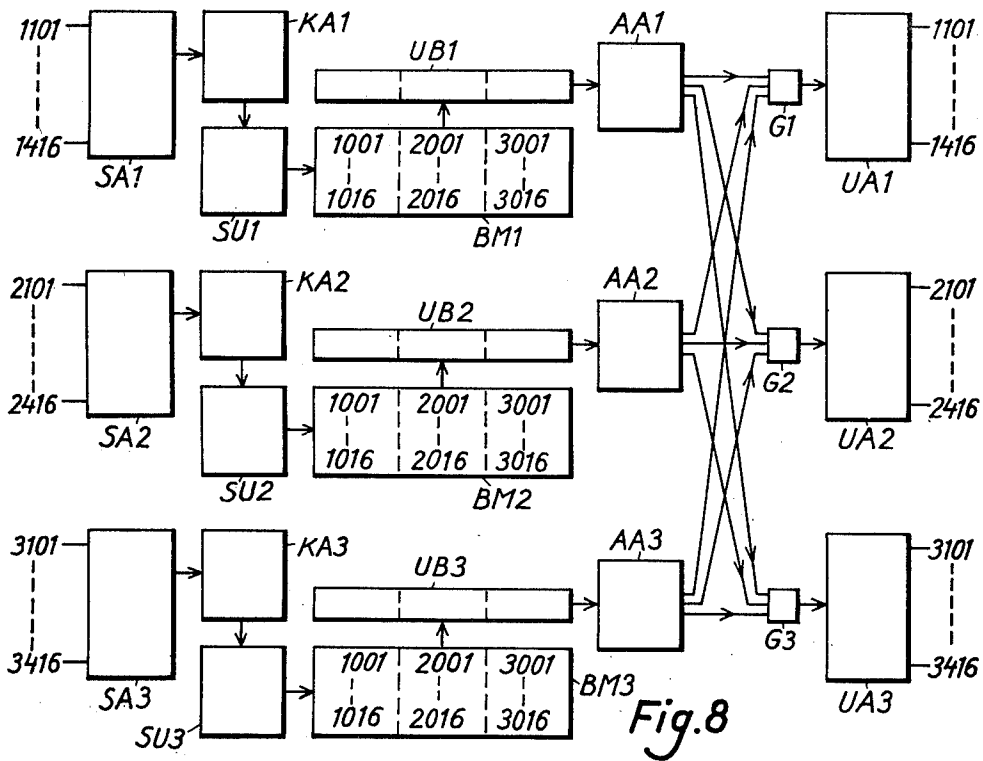 1101 KA1 AA1 1101
UB1
G1
1416 1001 2001 3001 1416
SA1 1016 2016 3016 UA1
SU1 BM1
2101 KA2 AA2 2101
UB2
G2
2416 1001 2001 3001 2416
SA2 1016 2016 3016 UA2
SU2 BM2
3101 KA3 AA3 3101
UB3
G3
3416 1001 2001 3001 3416
SA3 BM3 UA3
1016 2016 3016
SU3 Fig.8